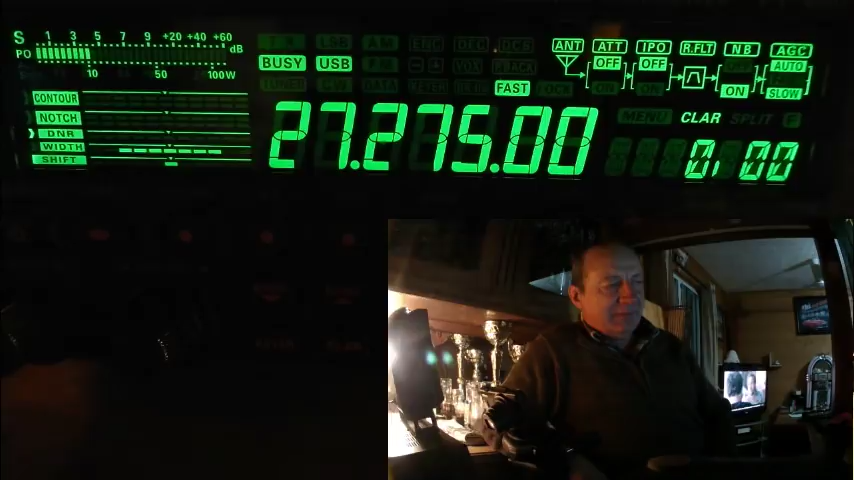 S 1 3 5 7 9 +20 +40 +60 dB
PO 10 50 100W
BUSY USB FAST
ANT ATT IPO R.FLT NB AGC
OFF OFF AUTO
ON SLOW
CONTOUR
NOTCH
DNR
WIDTH
SHIFT
27.275.00
MENU CLAR SPLIT
0.00